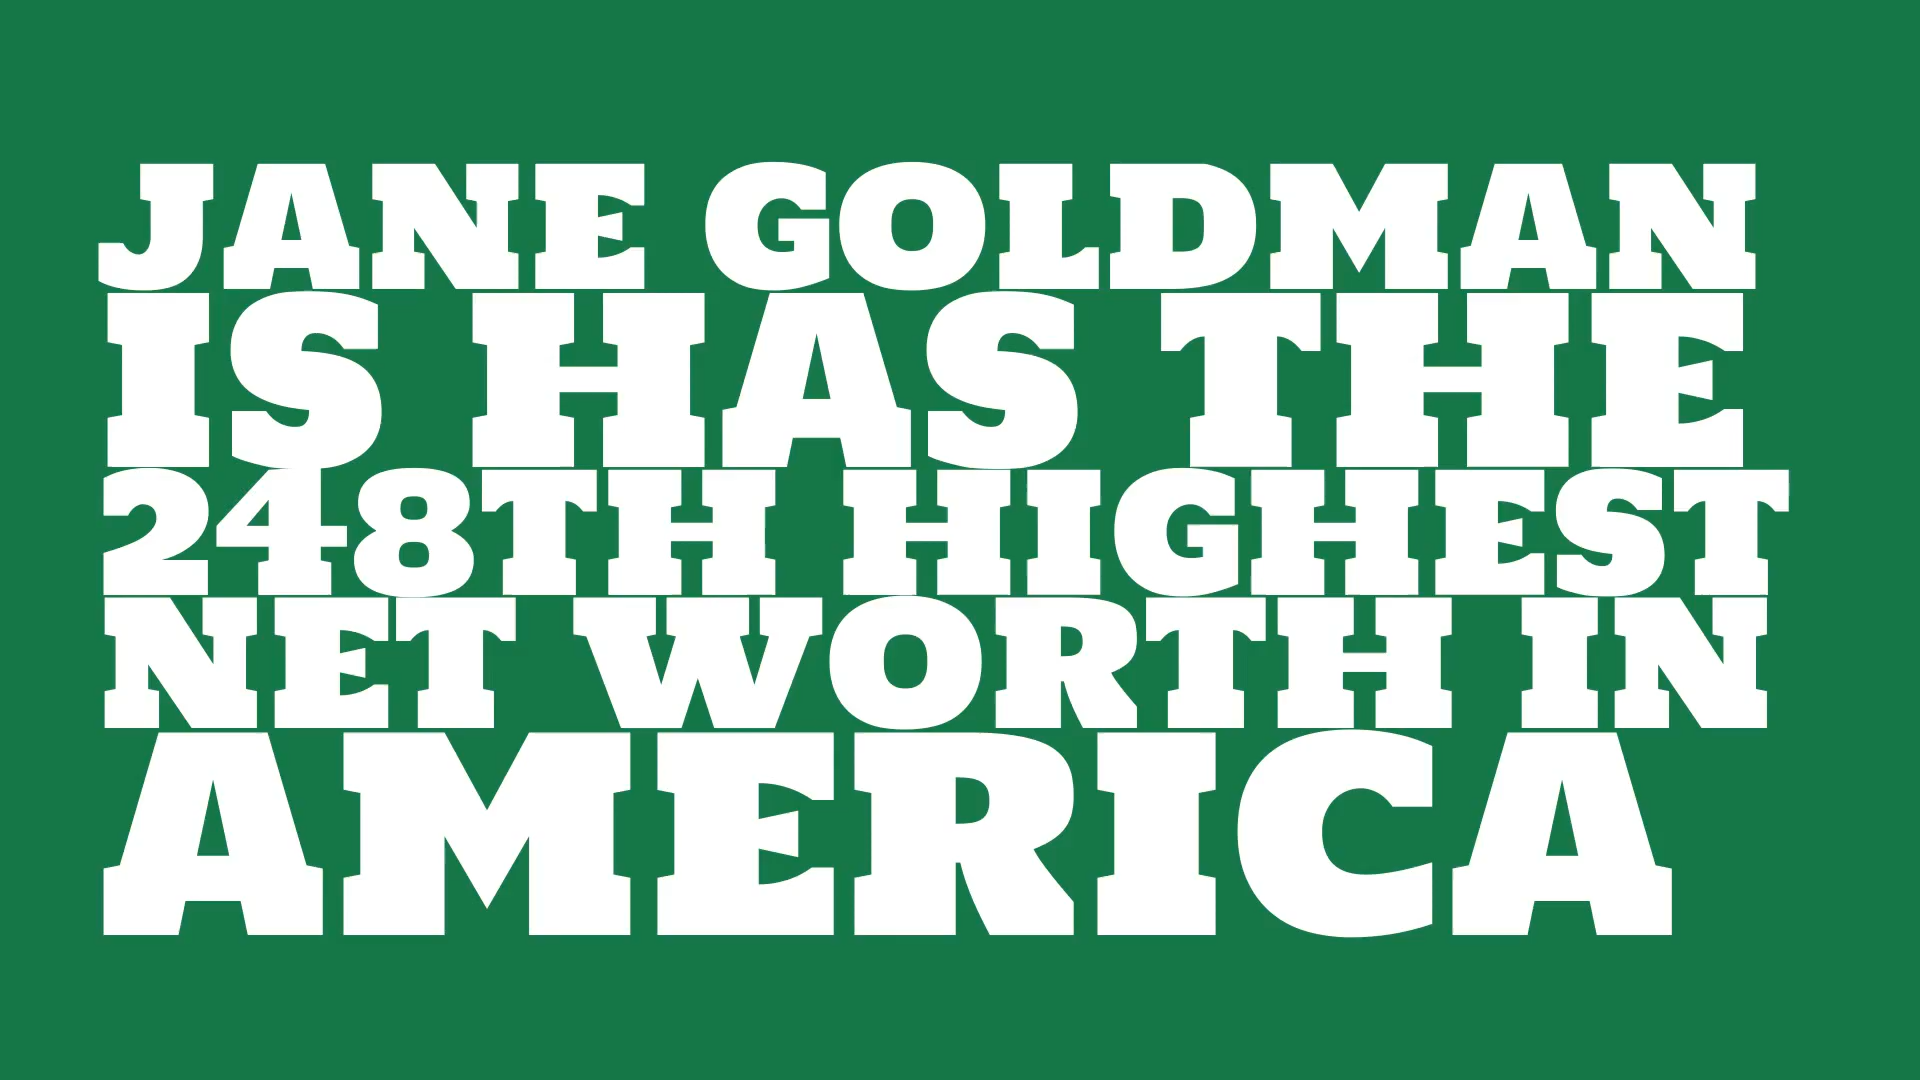 JANE GOLDMAN
IS HAS THE
248TH HIGHEST
NET WORTH IN
AMERICA